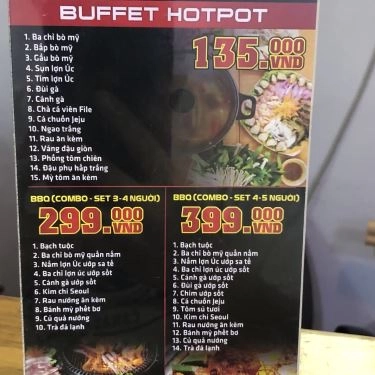 BUFFET HOTPOT
135.000 VND
1. Ba chỉ bò mỹ
2. Bắp bò mỹ
3. Gầu bò mỹ
4. Sụn lợn Úc
5. Tim lợn Úc
6. Đùi gà
7. Cánh gà
8. Chả cá viên File
9. Cá chuồn Jeju
10. Ngao trắng
11. Rau ăn kèm
12. Váng đậu giòn
13. Phồng tôm chiên
14. Đậu phụ hấp trắng
15. Mỳ tôm ăn kèm
BBQ (COMBO - SET 3-4 NGƯỜI)
299.000 VND
1. Bạch tuộc
2. Ba chỉ bò mỹ quấn nấm
3. Nầm lợn Úc ướp sa tế
4. Ba chỉ lợn úc ướp sốt
5. Cánh gà ướp sốt
6. Kim chi Seoul
7. Rau nướng ăn kèm
8. Bánh mỳ phết bơ
9. Củ quả nướng
10. Trà đá lạnh
BBQ (COMBO - SET 4-5 NGƯỜI)
399.000 VND
1. Bạch tuộc
2. Ba chỉ bò mỹ quấn nấm
3. Nầm lợn Úc ướp sa tế
4. Ba chỉ lợn úc ướp sốt
5. Cánh gà ướp sốt
6. Đùi gà ướp sốt
7. Chim ướp sốt
8. Cá chuồn Jeju
9. Tôm sú tươi
10. Kim chi Seoul
11. Rau nướng ăn kèm
12. Bánh mỳ phết bơ
13. Củ quả nướng
14. Trà đá lạnh